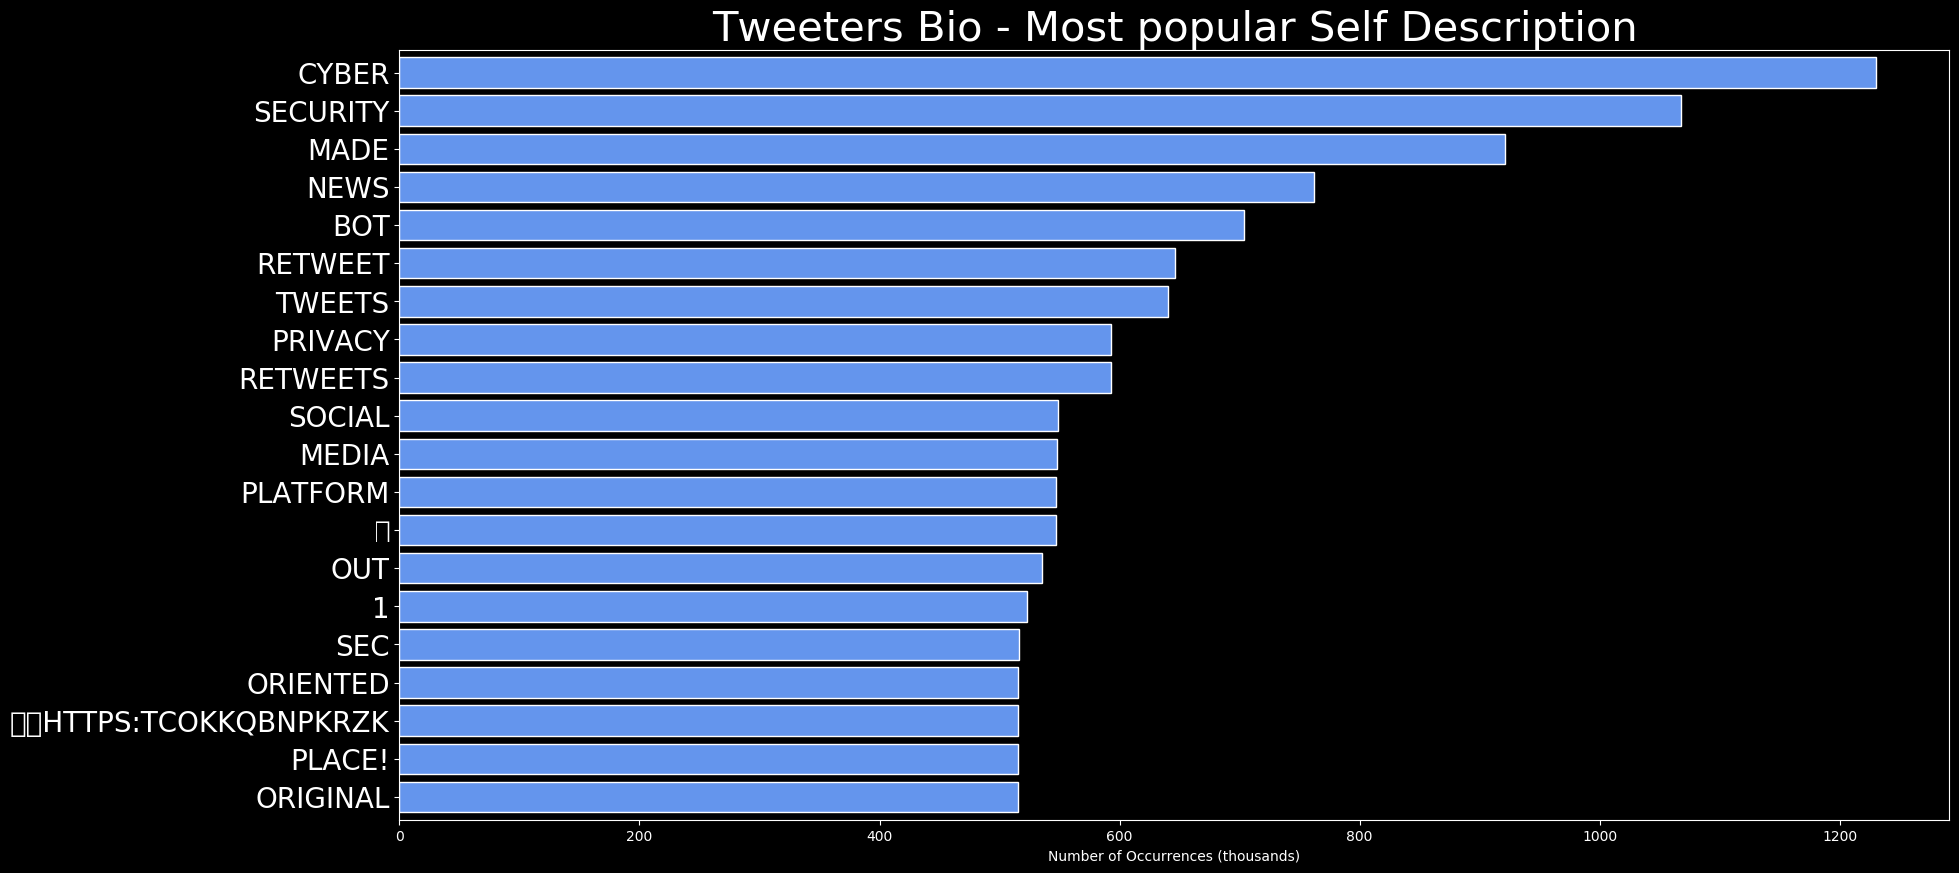 Tweeters Bio - Most popular Self Description
CYBER
SECURITY
MADE
NEWS
BOT
RETWEET
TWEETS
PRIVACY
RETWEETS
SOCIAL
MEDIA
PLATFORM
OUT
1
SEC
ORIENTED
HTTPS:TCOKKQBNPKRZK
PLACE!
ORIGINAL
0 200 400 600 800 1000 1200
Number of Occurrences (thousands)